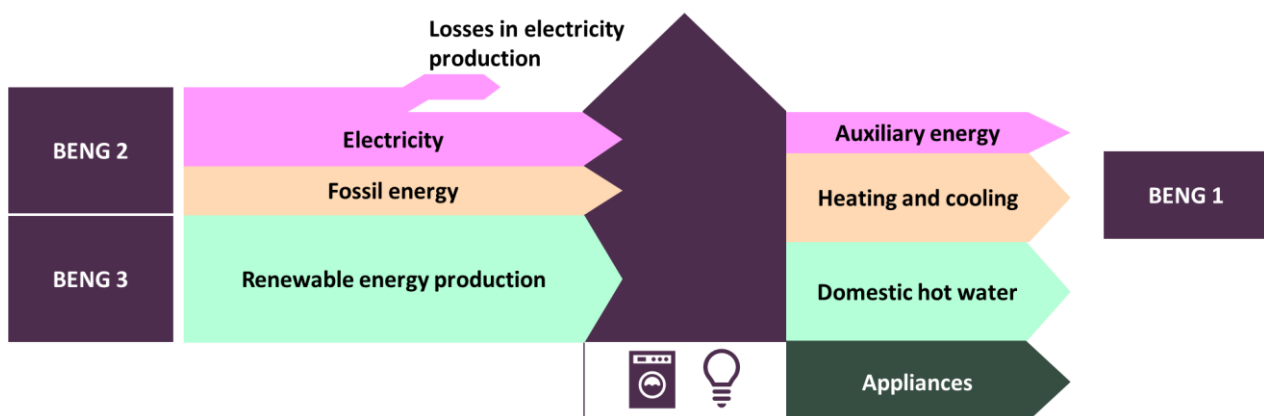 Losses in electricity
production
BENG 2
Electricity
Auxiliary energy
Fossil energy
Heating and cooling
BENG 1
BENG 3
Renewable energy production
Domestic hot water
Appliances